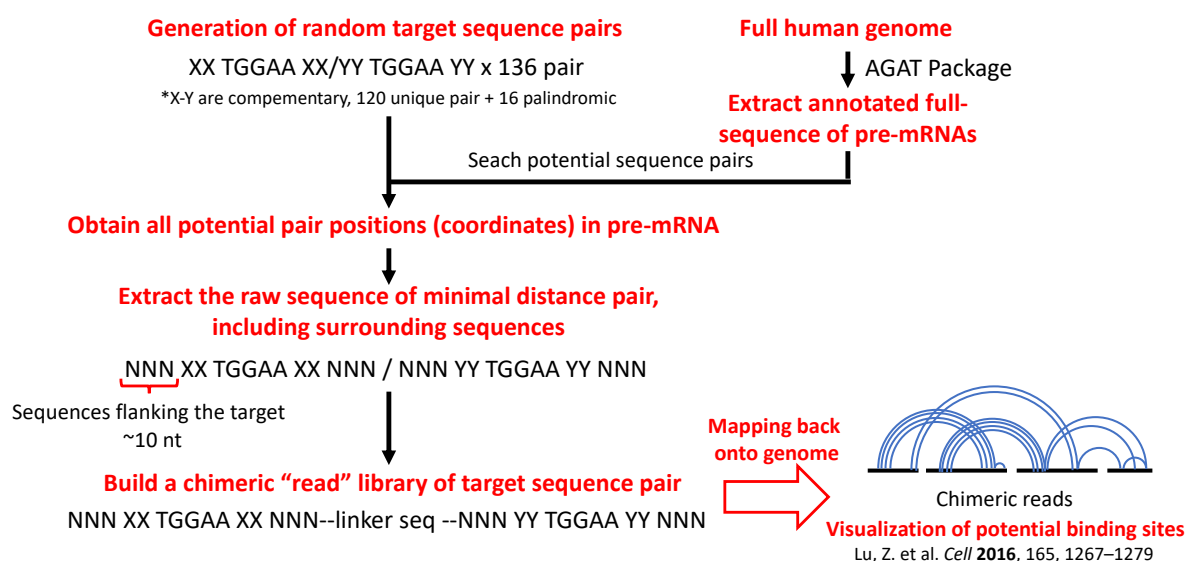 Generation of random target sequence pairs
XX TGGAA XX/YY TGGAA YY x 136 pair
*X-Y are compementary, 120 unique pair + 16 palindromic
Full human genome
AGAT Package
Extract annotated full-
sequence of pre-mRNAs
Seach potential sequence pairs
Obtain all potential pair positions (coordinates) in pre-mRNA
Extract the raw sequence of minimal distance pair,
including surrounding sequences
NNN XX TGGAA XX NNN / NNN YY TGGAA YY NNN
Sequences flanking the target
~10 nt
Build a chimeric “read” library of target sequence pair
NNN XX TGGAA XX NNN--linker seq --NNN YY TGGAA YY NNN
Mapping back
onto genome
Chimeric reads
Visualization of potential binding sites
Lu, Z. et al. Cell 2016, 165, 1267–1279